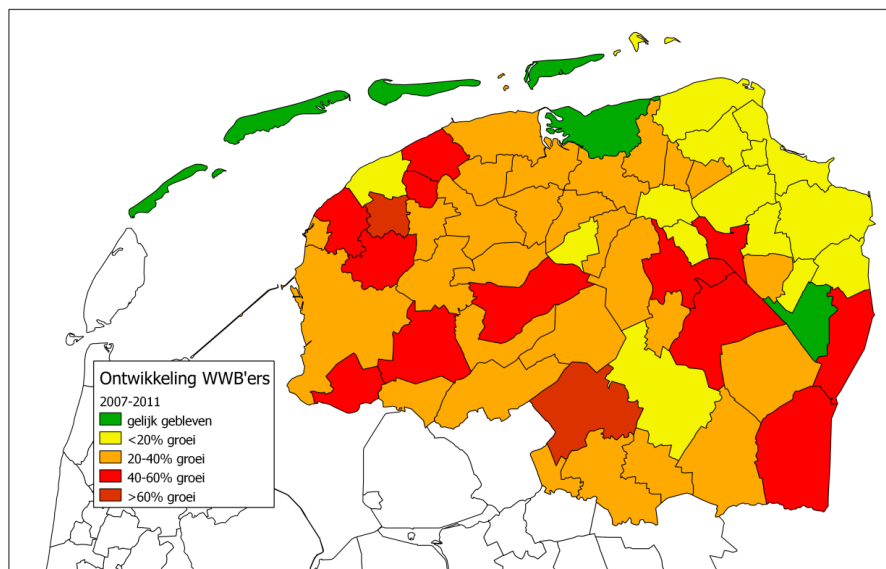 Ontwikkeling WWB'ers
2007-2011
gelijk gebleven
<20% groei
20-40% groei
40-60% groei
>60% groei